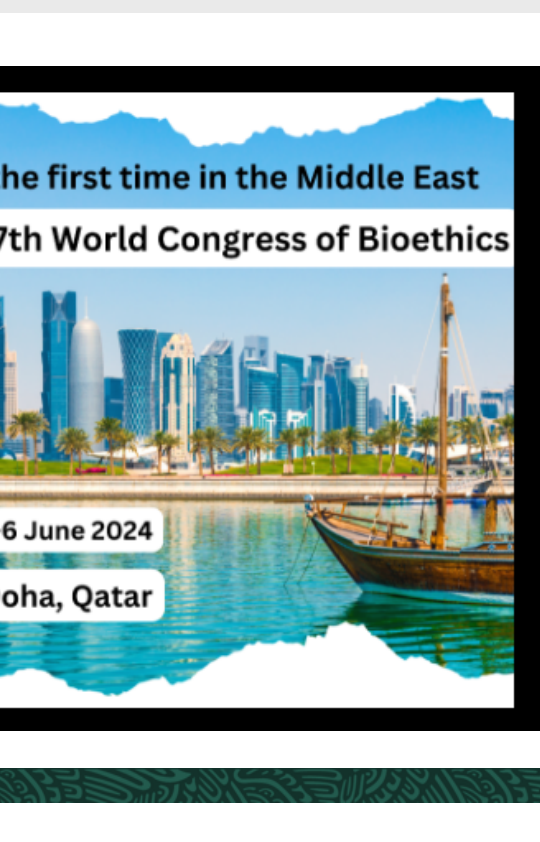 he first time in the Middle East
7th World Congress of Bioethics
6 June 2024
oha, Qatar